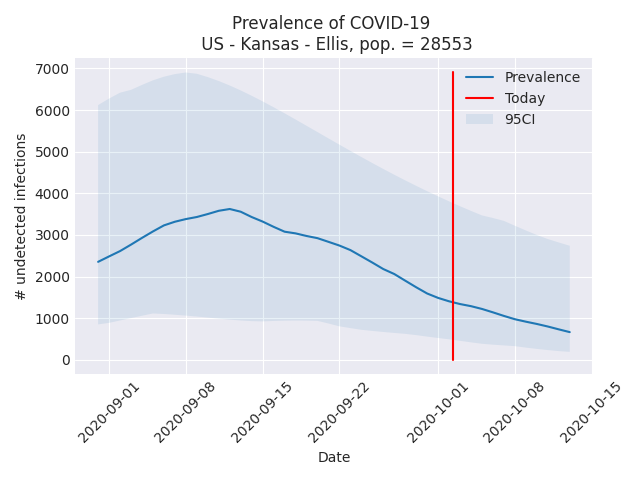 Prevalence of COVID-19
US - Kansas - Ellis, pop. = 28553
Prevalence
Today
95CI
# undetected infections
7000
6000
5000
4000
3000
2000
1000
0
2020-09-01
2020-09-08
2020-09-15
2020-09-22
2020-10-01
2020-10-08
2020-10-15
Date